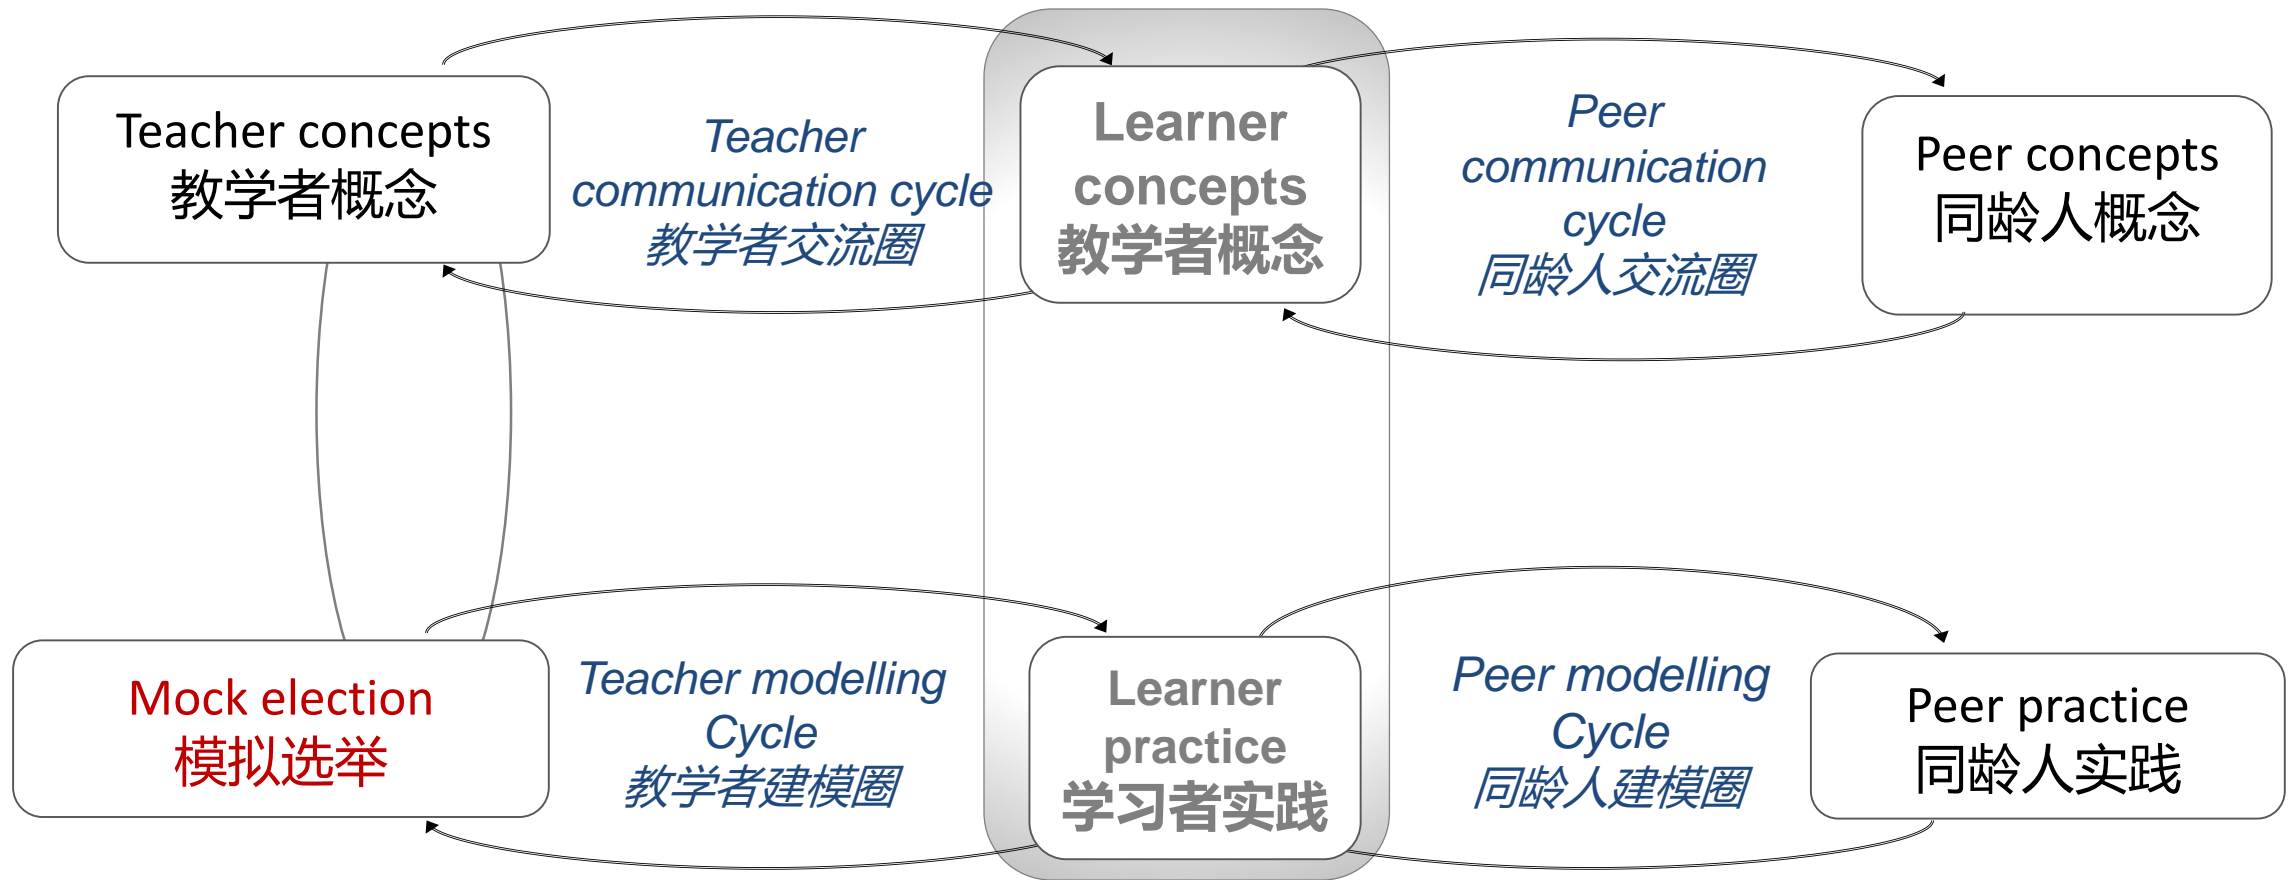 Teacher concepts
教学者概念
Teacher
communication cycle
教学者交流圈
Learner
concepts
教学者概念
Peer
communication
cycle
同龄人交流圈
Peer concepts
同龄人概念
Mock election
模拟选举
Teacher modelling
Cycle
教学者建模圈
Learner
practice
学习者实践
Peer modelling
Cycle
同龄人建模圈
Peer practice
同龄人实践